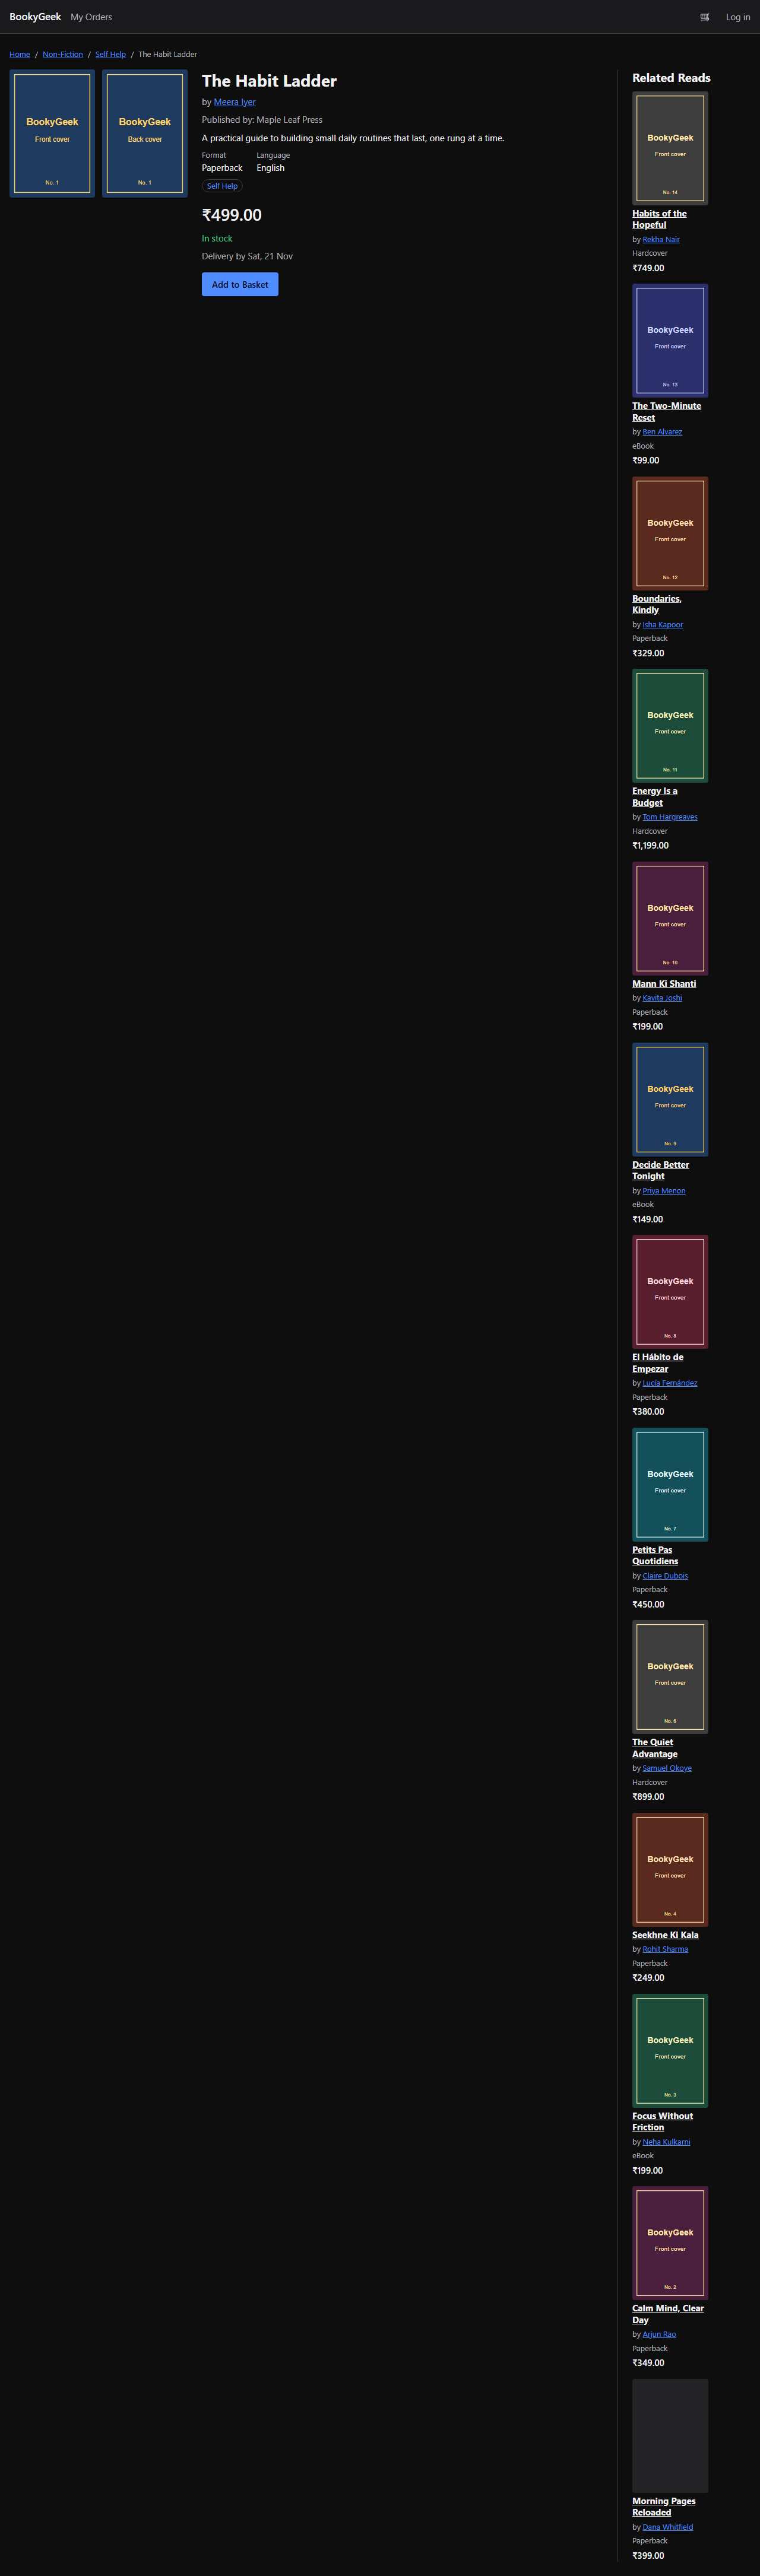 BookyGeek My Orders Log in
Home / Non-Fiction / Self Help / The Habit Ladder
BookyGeek
Front cover
No. 1
BookyGeek
Back cover
No. 1
The Habit Ladder
by Meera Iyer
Published by: Maple Leaf Press
A practical guide to building small daily routines that last, one rung at a time.
Format Language
Paperback English
Self Help
₹499.00
In stock
Delivery by Sat, 21 Nov
Add to Basket
Related Reads
BookyGeek
Front cover
No. 14
Habits of the
Hopeful
by Rekha Nair
Hardcover
₹749.00
BookyGeek
Front cover
No. 13
The Two-Minute
Reset
by Ben Alvarez
eBook
₹99.00
BookyGeek
Front cover
No. 12
Boundaries,
Kindly
by Isha Kapoor
Paperback
₹329.00
BookyGeek
Front cover
No. 11
Energy Is a
Budget
by Tom Hargreaves
Hardcover
₹1,199.00
BookyGeek
Front cover
No. 10
Mann Ki Shanti
by Kavita Joshi
Paperback
₹199.00
BookyGeek
Front cover
No. 9
Decide Better
Tonight
by Priya Menon
eBook
₹149.00
BookyGeek
Front cover
No. 8
El Hábito de
Empezar
by Lucía Fernández
Paperback
₹380.00
BookyGeek
Front cover
No. 7
Petits Pas
Quotidiens
by Claire Dubois
Paperback
₹450.00
BookyGeek
Front cover
No. 6
The Quiet
Advantage
by Samuel Okoye
Hardcover
₹899.00
BookyGeek
Front cover
No. 4
Seekhne Ki Kala
by Rohit Sharma
Paperback
₹249.00
BookyGeek
Front cover
No. 3
Focus Without
Friction
by Neha Kulkarni
eBook
₹199.00
BookyGeek
Front cover
No. 2
Calm Mind, Clear
Day
by Arjun Rao
Paperback
₹349.00
Morning Pages
Reloaded
by Dana Whitfield
Paperback
₹399.00